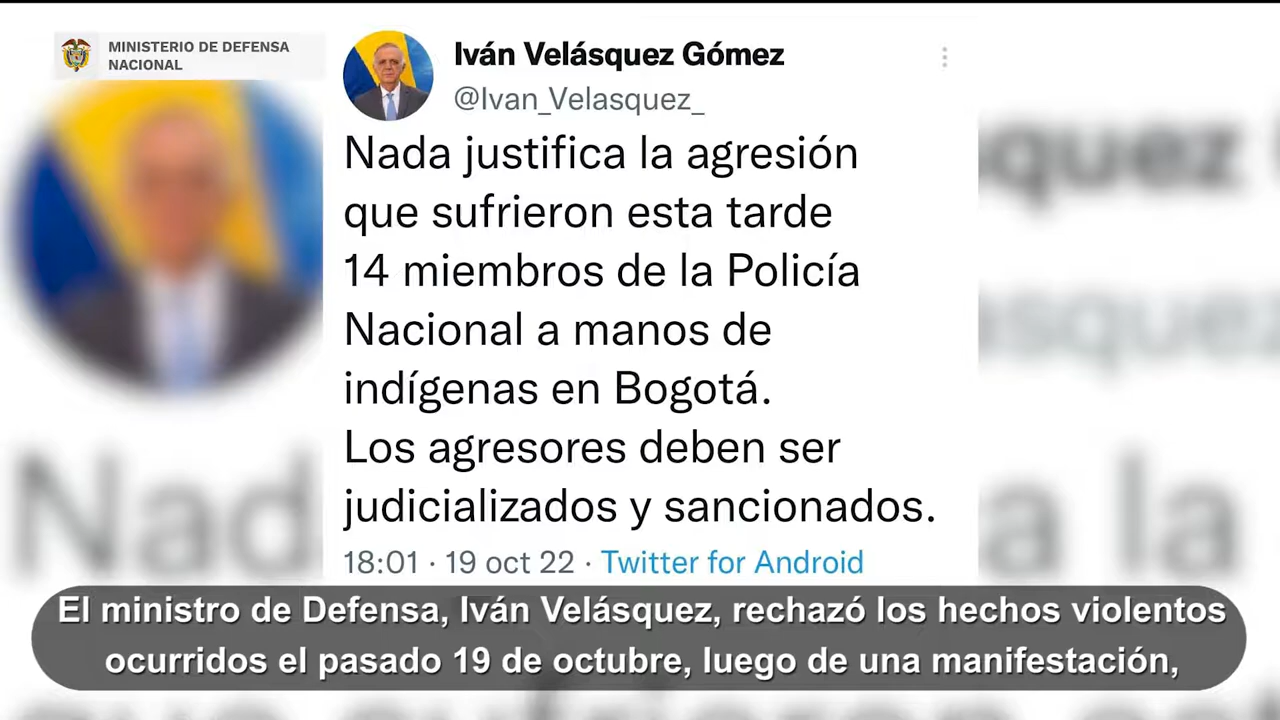 MINISTERIO DE DEFENSA
NACIONAL
Iván Velásquez Gómez
@Ivan_Velasquez_
Nada justifica la agresión
que sufrieron esta tarde
14 miembros de la Policía
Nacional a manos de
indígenas en Bogotá.
Los agresores deben ser
judicializados y sancionados.
18:01 · 19 oct 22 · Twitter for Android
El ministro de Defensa, Iván Velásquez, rechazó los hechos violentos
ocurridos el pasado 19 de octubre, luego de una manifestación,